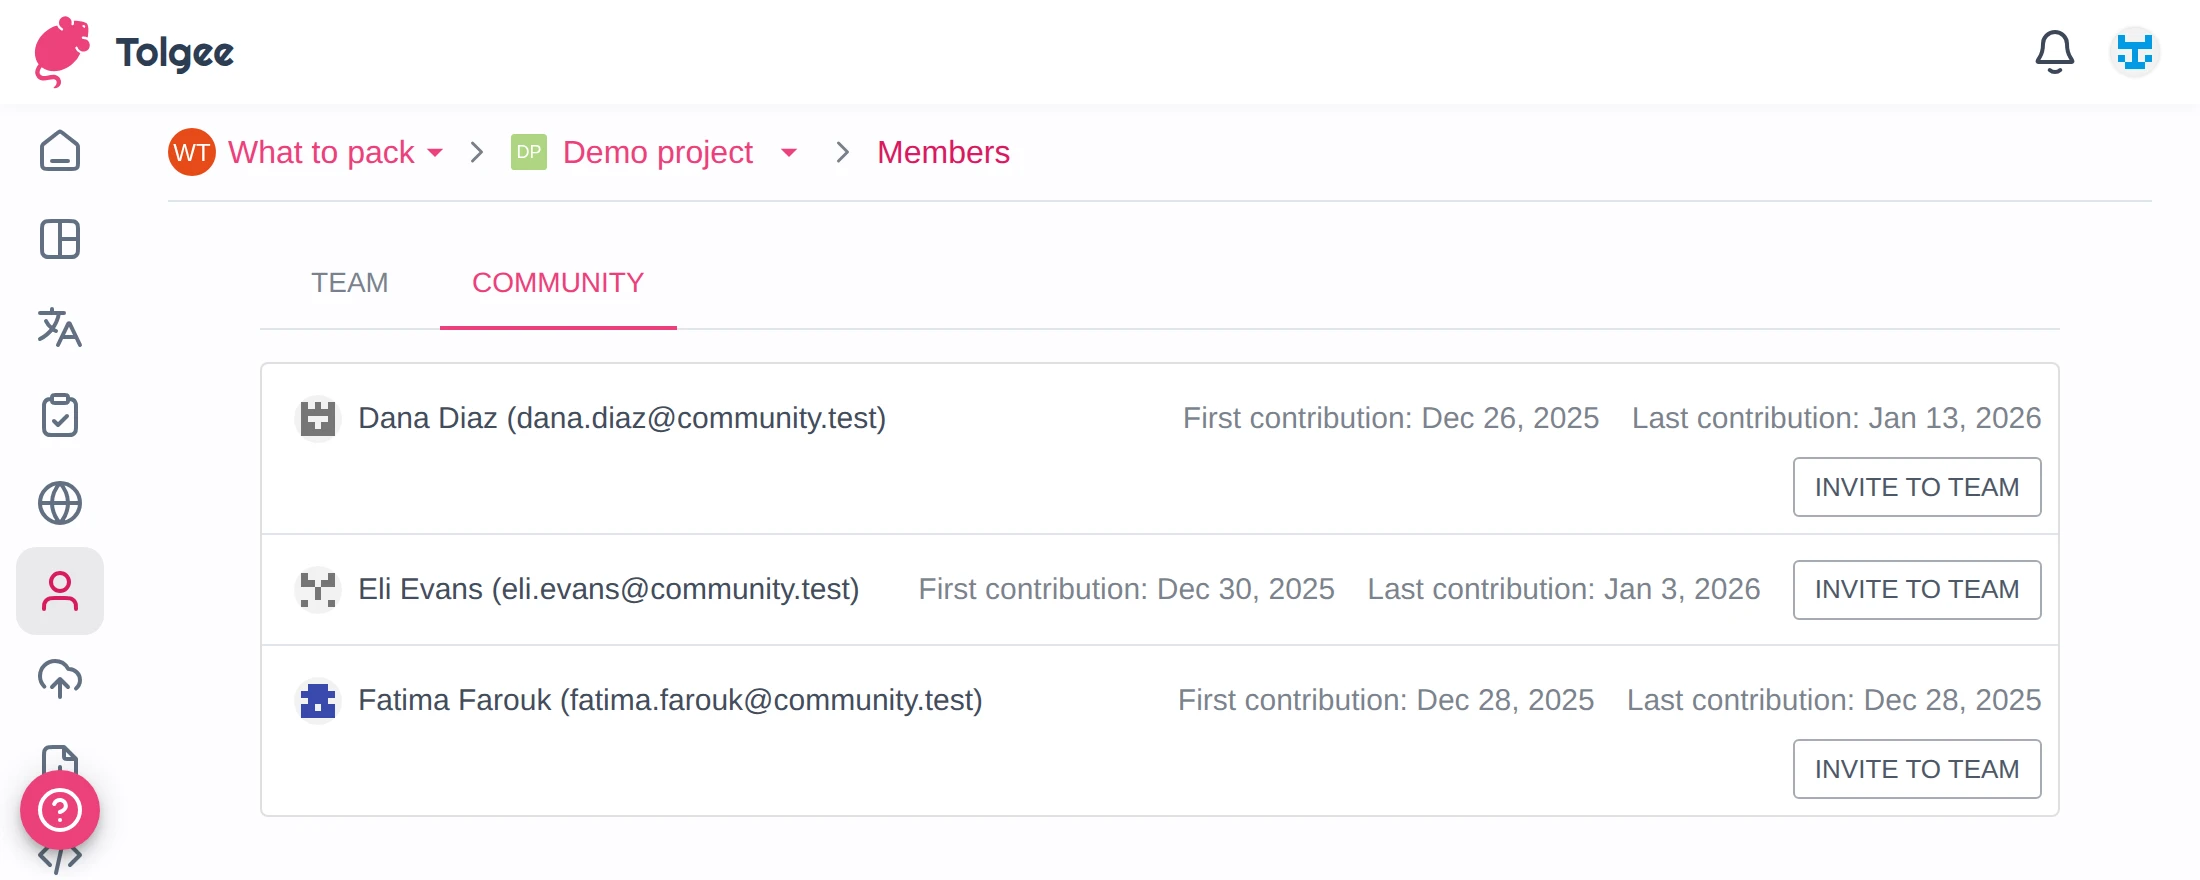 Tolgee
WT What to pack DP Demo project Members
TEAM COMMUNITY
Dana Diaz (dana.diaz@community.test) First contribution: Dec 26, 2025 Last contribution: Jan 13, 2026
INVITE TO TEAM
Eli Evans (eli.evans@community.test) First contribution: Dec 30, 2025 Last contribution: Jan 3, 2026 INVITE TO TEAM
Fatima Farouk (fatima.farouk@community.test) First contribution: Dec 28, 2025 Last contribution: Dec 28, 2025
INVITE TO TEAM